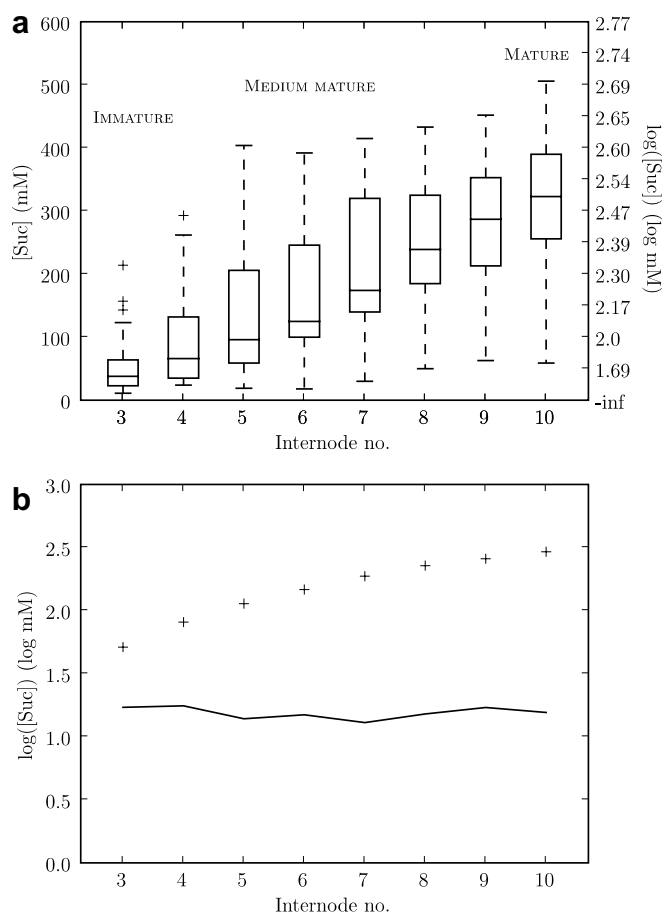 a
600
500
400
300
200
100
0
[Suc] (mM)
Immature
Medium mature
Mature
2.77
2.74
2.69
2.65
2.60
2.54
2.47
2.39
2.30
2.17
2.0
1.69
-inf
log([Suc]) (log mM)
3 4 5 6 7 8 9 10
Internode no.
b
3.0
2.5
2.0
1.5
1.0
0.5
0.0
log([Suc]) (log mM)
3 4 5 6 7 8 9 10
Internode no.